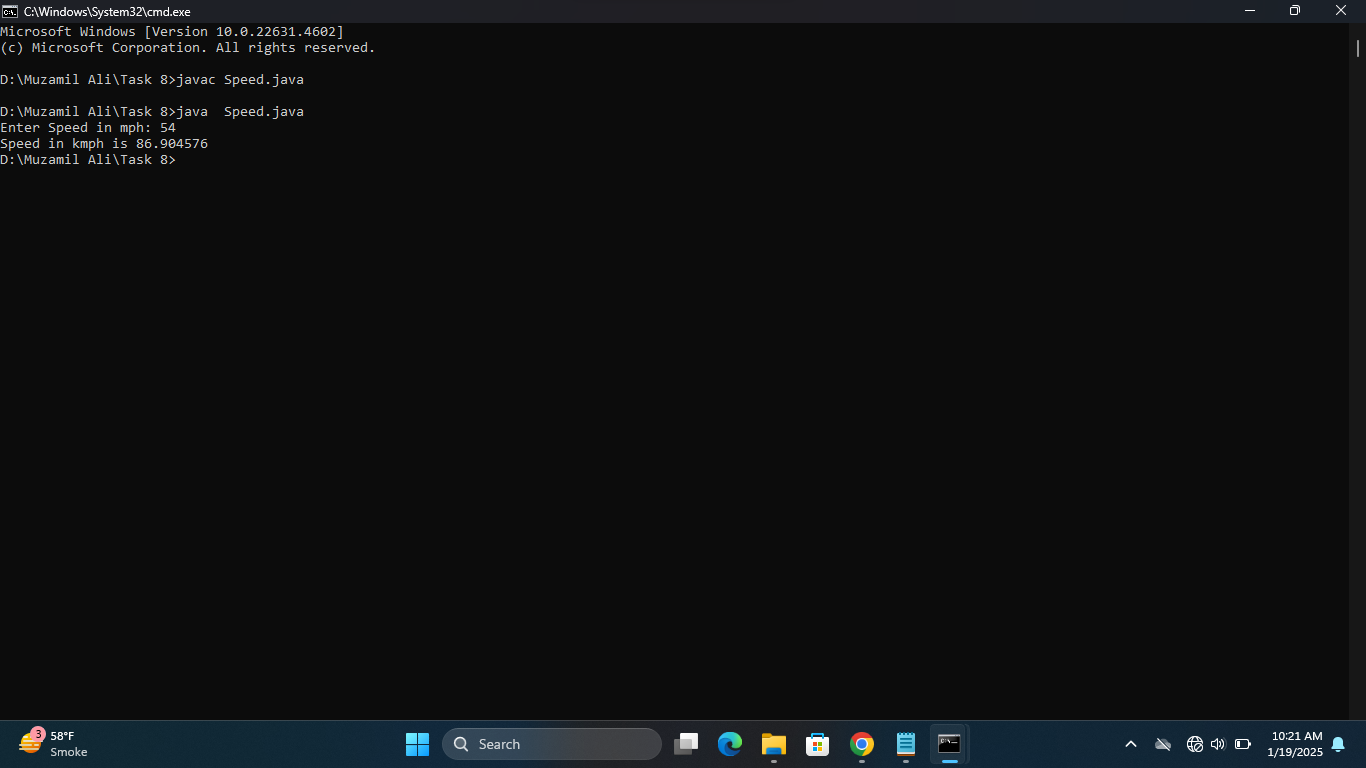 C:\Windows\System32\cmd.exe
Microsoft Windows [Version 10.0.22631.4602]
(c) Microsoft Corporation. All rights reserved.
D:\Muzamil Ali\Task 8>javac Speed.java
D:\Muzamil Ali\Task 8>java  Speed.java
Enter Speed in mph: 54
Speed in kmph is 86.904576
D:\Muzamil Ali\Task 8>
3
58°F
Smoke
Search
10:21 AM
1/19/2025